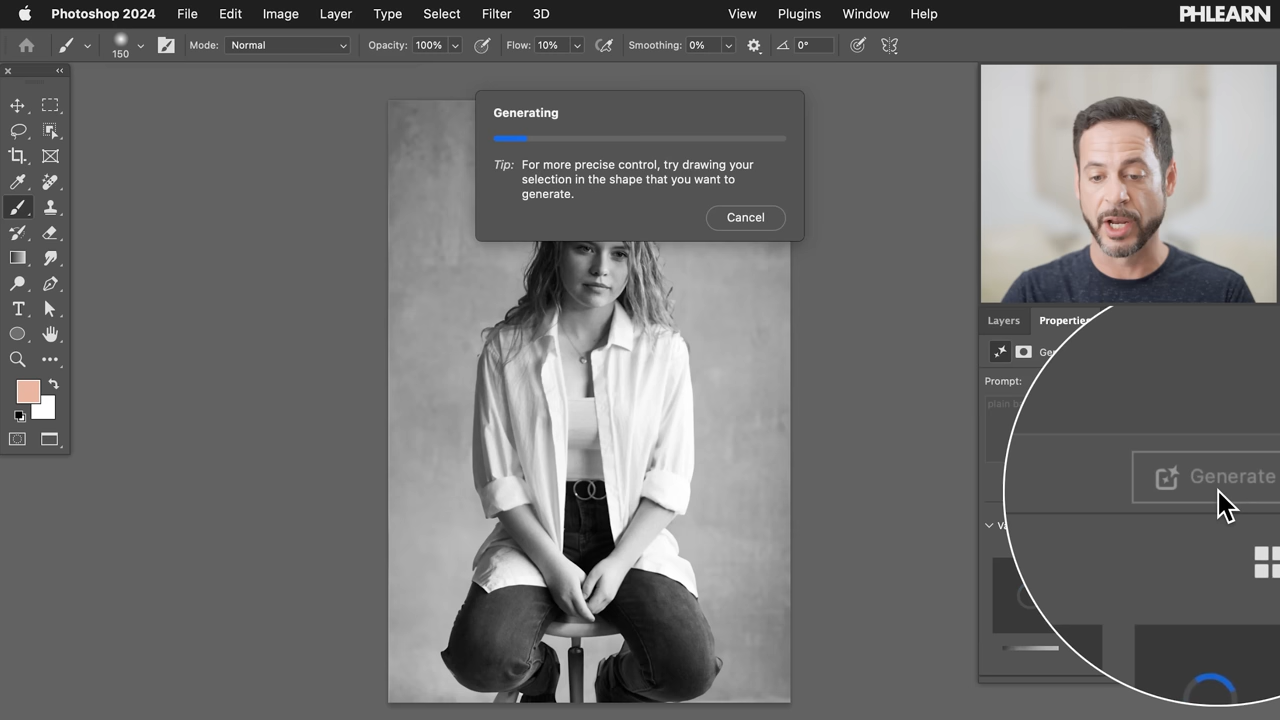 Photoshop 2024 File Edit Image Layer Type Select Filter 3D View Plugins Window Help
PHLEARN
150
Mode: Normal Opacity: 100% Flow: 10% Smoothing: 0% 0°
Generating
Tip: For more precise control, try drawing your
selection in the shape that you want to
generate.
Cancel
Layers Properties
Prompt:
Generate